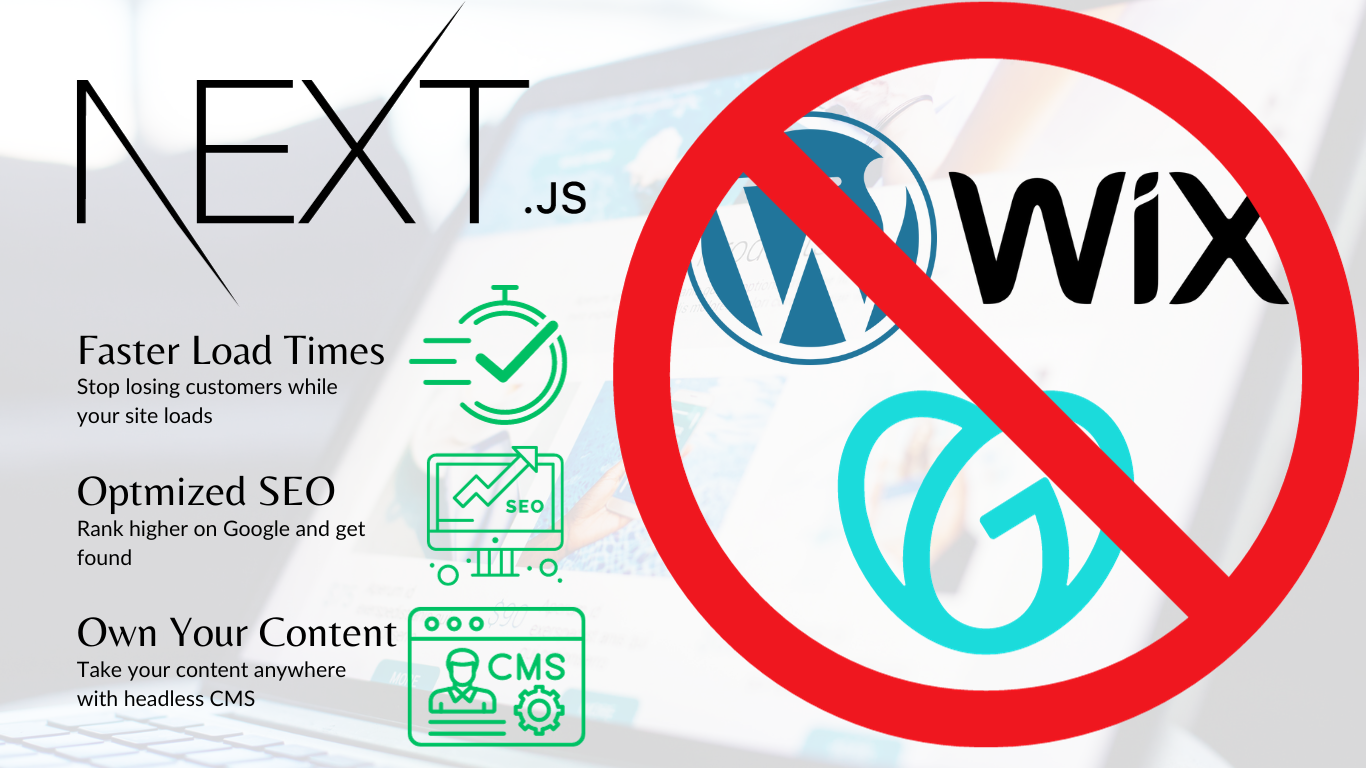 NEXT.JS
Faster Load Times
Stop losing customers while
your site loads
Optmized SEO
Rank higher on Google and get
found
SEO
Own Your Content
Take your content anywhere
with headless CMS
CMS
WiX